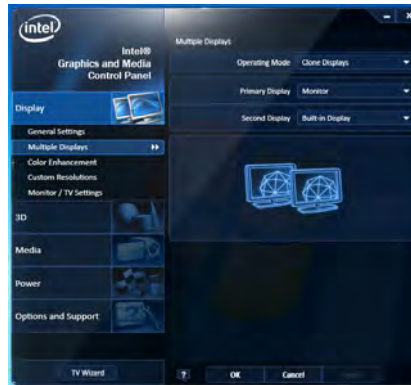 intel
Intel®
Graphics and Media
Control Panel
Display
General Settings
Multiple Displays
Color Enhancement
Custom Resolutions
Monitor / TV Settings
3D
Media
Power
Options and Support
TV Wizard
Multiple Displays
Operating Mode Clone Displays
Primary Display Monitor
Second Display Built-in Display
? OK Cancel